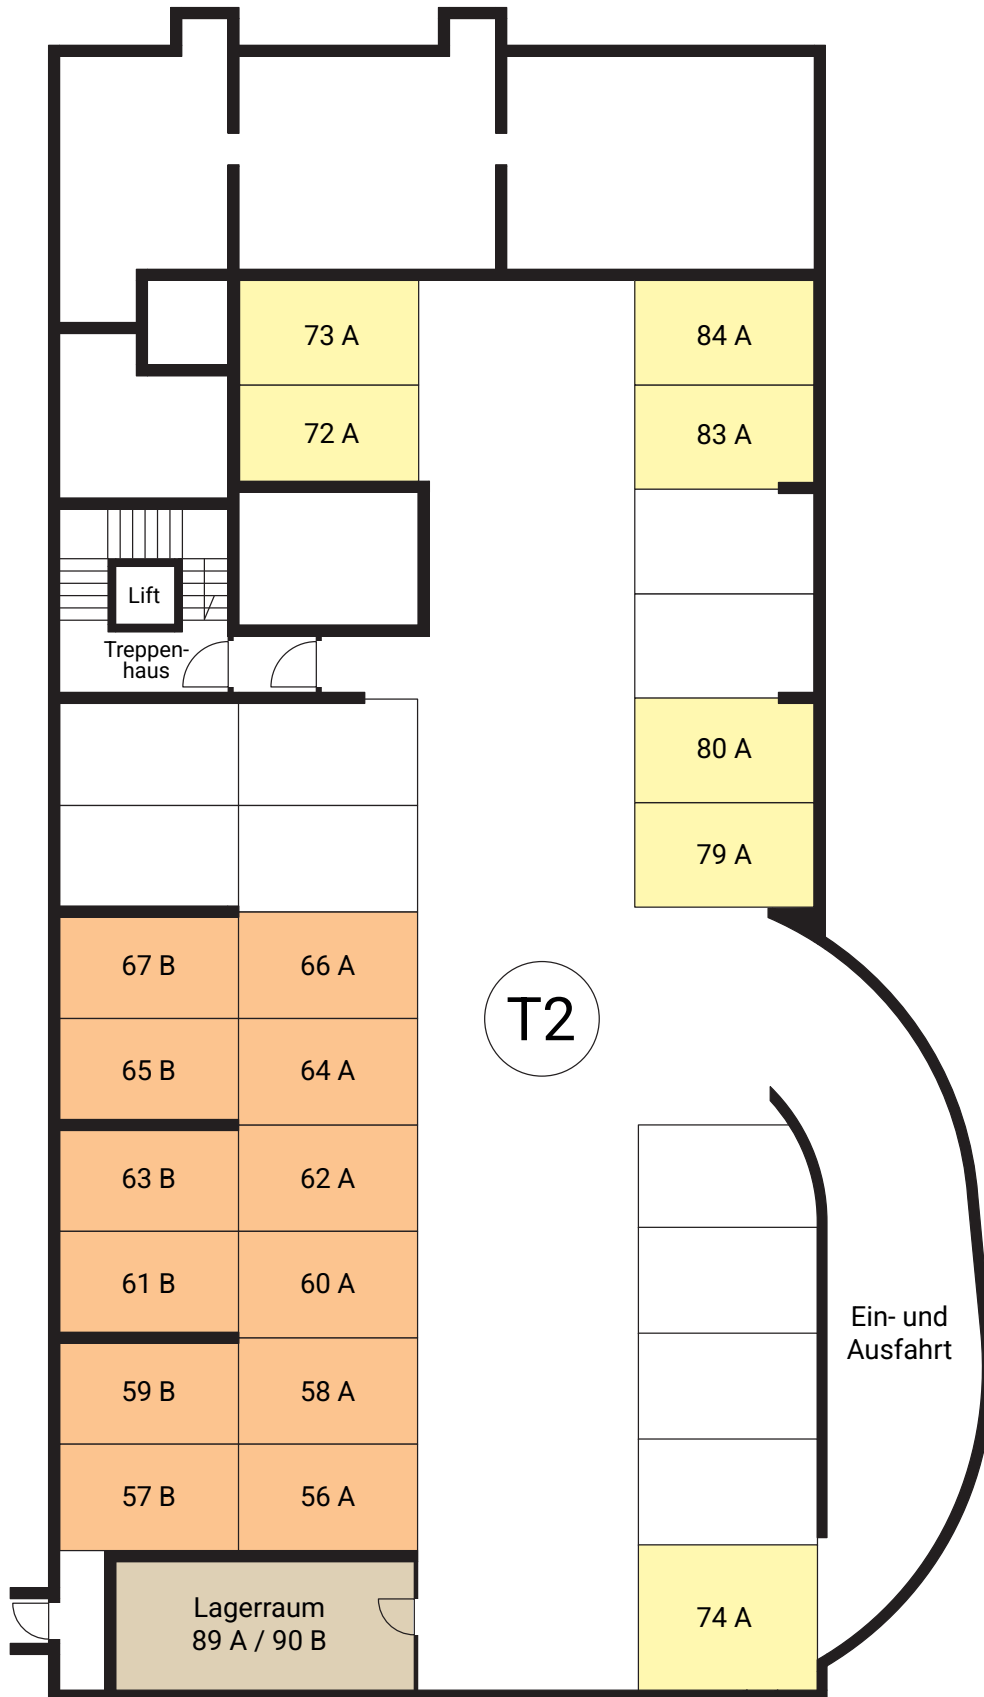 73 A
84 A
72 A
83 A
Lift
Treppen-
haus
80 A
79 A
67 B
66 A
T2
65 B
64 A
63 B
62 A
61 B
60 A
Ein- und
Ausfahrt
59 B
58 A
57 B
56 A
Lagerraum
89 A / 90 B
74 A